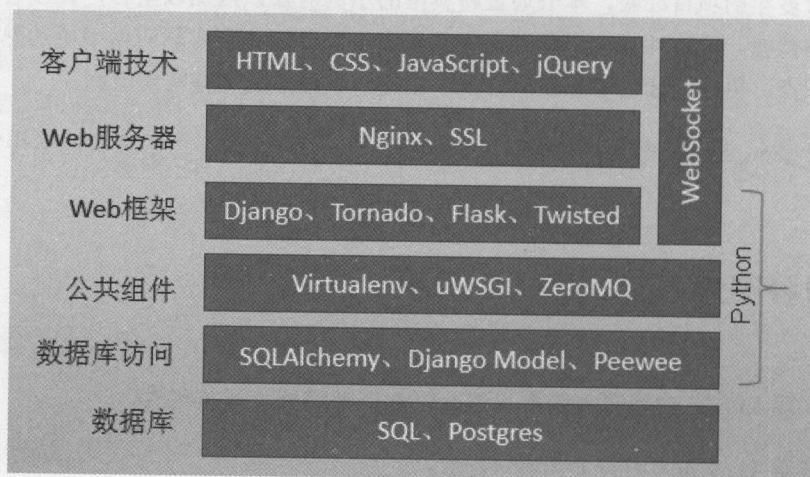 客户端技术 HTML、CSS、JavaScript、jQuery
WebSocket
Web服务器 Nginx、SSL
Web框架 Django、Tornado、Flask、Twisted
Python
公共组件 Virtualenv、uWSGI、ZeroMQ
数据库访问 SQLAlchemy、Django Model、Peewee
数据库 SQL、Postgres